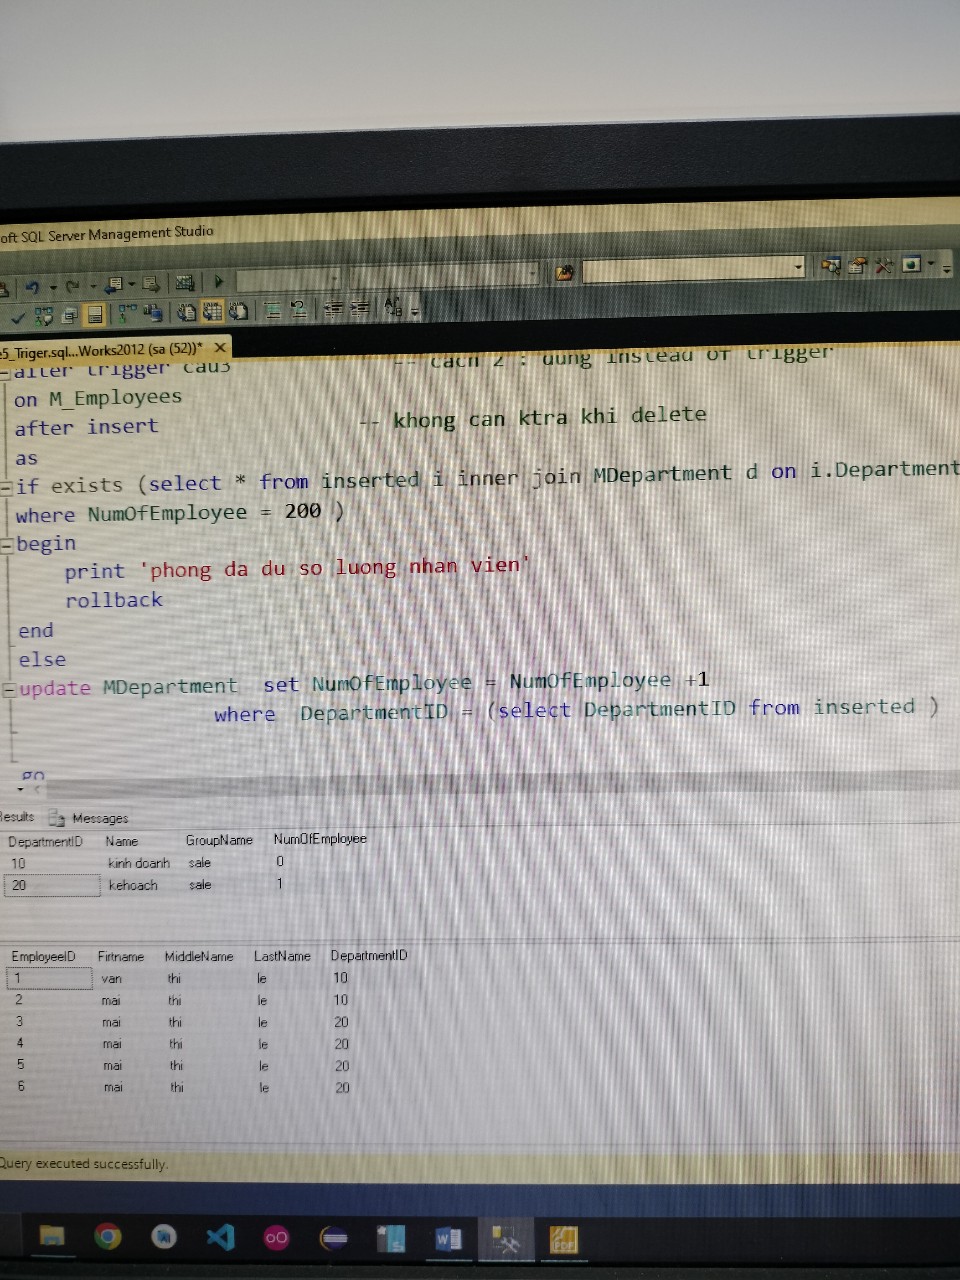 oft SQL Server Management Studio
5_Triger.sql...Works2012 (sa (52))* ×
alter trigger cau3 -- cach 2 : dung instead of trigger
on M_Employees
after insert -- khong can ktra khi delete
as
if exists (select * from inserted i inner join MDepartment d on i.Department
where NumOfEmployee = 200 )
begin
print 'phong da du so luong nhan vien'
rollback
end
else
update MDepartment set NumOfEmployee = NumOfEmployee +1
where DepartmentID = (select DepartmentID from inserted )
go
esults Messages
DepartmentID Name GroupName NumOfEmployee
10 kinh doanh sale 0
20 kehoach sale 1
EmployeeID Firtname MiddleName LastName DepartmentID
1 van thi le 10
2 mai thi le 10
3 mai thi le 20
4 mai thi le 20
5 mai thi le 20
6 mai thi le 20
Query executed successfully.
PDF